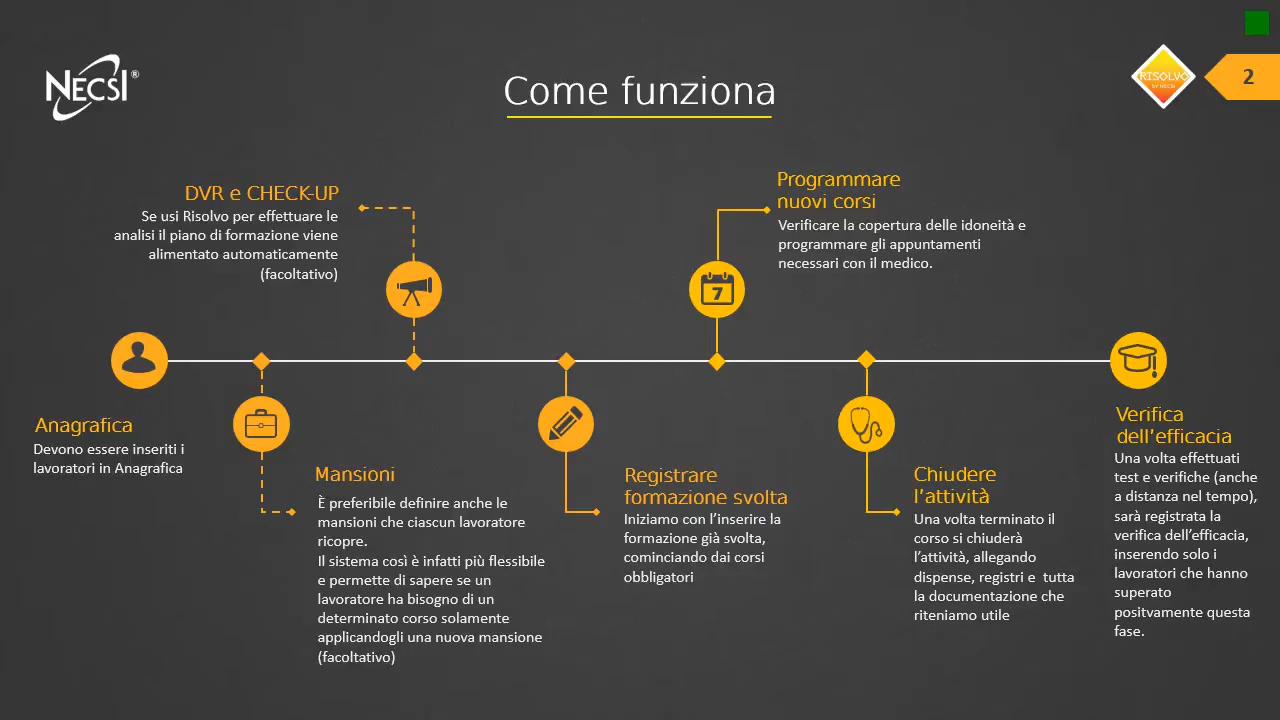 NECSI®
Come funziona
RISOLVO
BY NECSI
2
DVR e CHECK-UP
Se usi Risolvo per effettuare le
analisi il piano di formazione viene
alimentato automaticamente
(facoltativo)
Programmare
nuovi corsi
Verificare la copertura delle idoneità e
programmare gli appuntamenti
necessari con il medico.
7
Anagrafica
Devono essere inseriti i
lavoratori in Anagrafica
Mansioni
È preferibile definire anche le
mansioni che ciascun lavoratore
ricopre.
Il sistema così è infatti più flessibile
e permette di sapere se un
lavoratore ha bisogno di un
determinato corso solamente
applicandogli una nuova mansione
(facoltativo)
Registrare
formazione svolta
Iniziamo con l’inserire la
formazione già svolta,
cominciando dai corsi
obbligatori
Chiudere
l’attività
Una volta terminato il
corso si chiuderà
l’attività, allegando
dispense, registri e  tutta
la documentazione che
riteniamo utile
Verifica
dell’efficacia
Una volta effettuati
test e verifiche (anche
a distanza nel tempo),
sarà registrata la
verifica dell’efficacia,
inserendo solo i
lavoratori che hanno
superato
positvamente questa
fase.